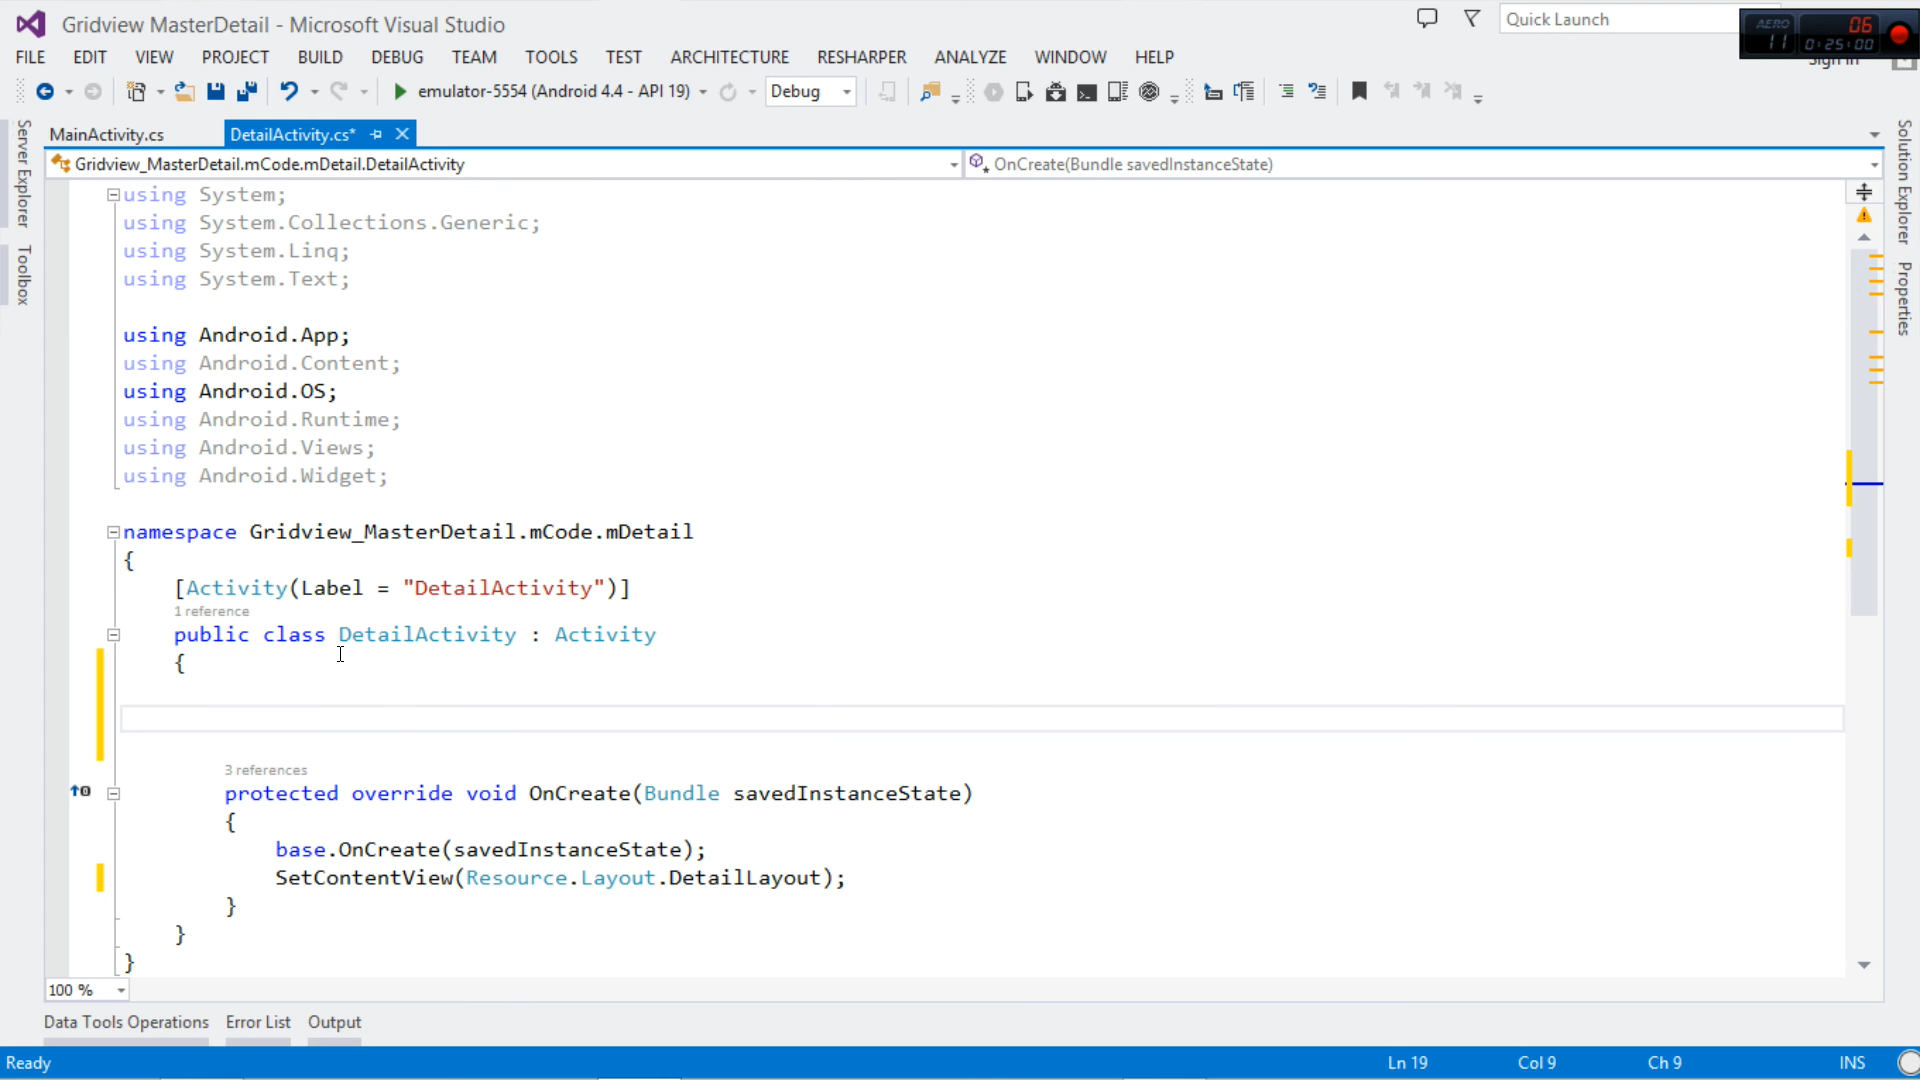 Gridview MasterDetail - Microsoft Visual Studio
Quick Launch
AERO 11 06 0:25:00
FILE EDIT VIEW PROJECT BUILD DEBUG TEAM TOOLS TEST ARCHITECTURE RESHARPER ANALYZE WINDOW HELP
emulator-5554 (Android 4.4 - API 19) Debug
MainActivity.cs DetailActivity.cs*
Gridview_MasterDetail.mCode.mDetail.DetailActivity OnCreate(Bundle savedInstanceState)
Server Explorer
Toolbox
Solution Explorer
Properties
using System;
using System.Collections.Generic;
using System.Linq;
using System.Text;
using Android.App;
using Android.Content;
using Android.OS;
using Android.Runtime;
using Android.Views;
using Android.Widget;
namespace Gridview_MasterDetail.mCode.mDetail
{
[Activity(Label = "DetailActivity")]
1 reference
public class DetailActivity : Activity
{
3 references
protected override void OnCreate(Bundle savedInstanceState)
{
base.OnCreate(savedInstanceState);
SetContentView(Resource.Layout.DetailLayout);
}
}
}
100 %
Data Tools Operations Error List Output
Ready Ln 19 Col 9 Ch 9 INS